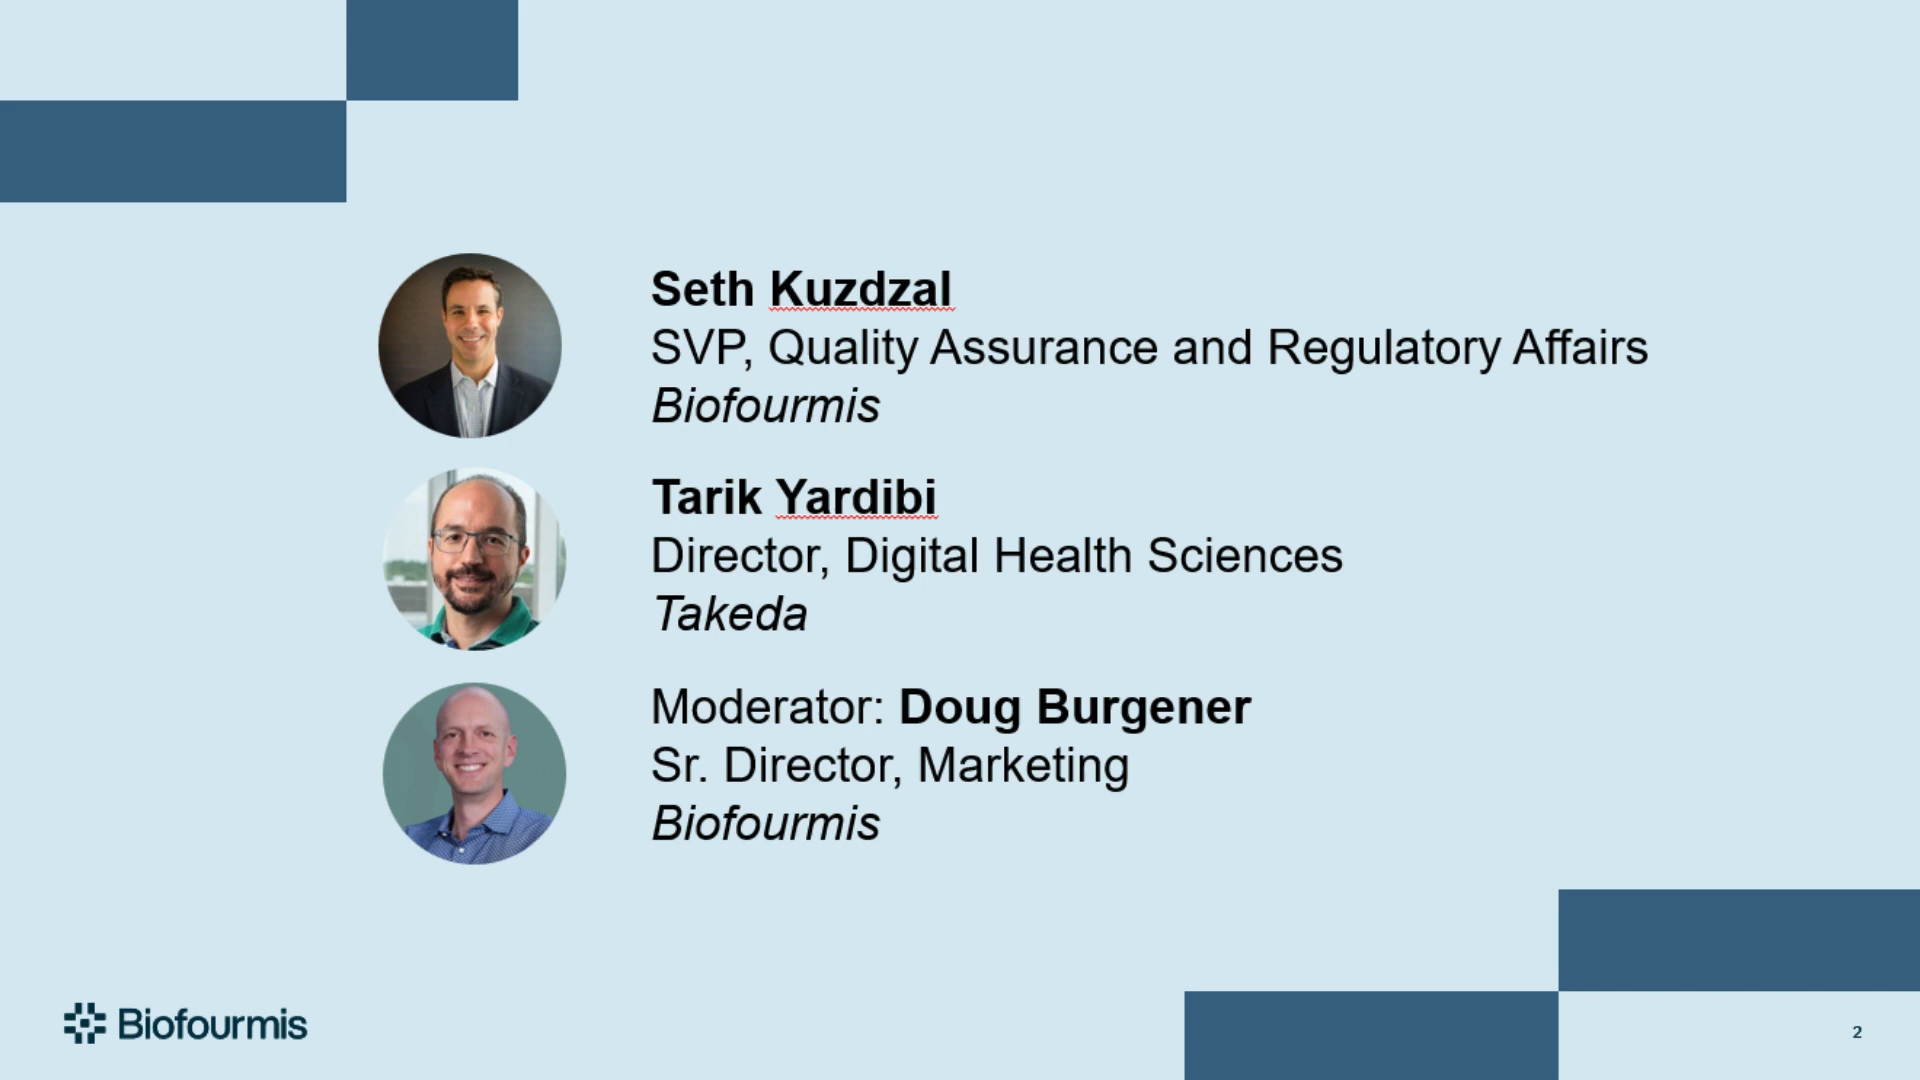 Seth Kuzdzal
SVP, Quality Assurance and Regulatory Affairs
Biofourmis
Tarik Yardibi
Director, Digital Health Sciences
Takeda
Moderator: Doug Burgener
Sr. Director, Marketing
Biofourmis
Biofourmis
2